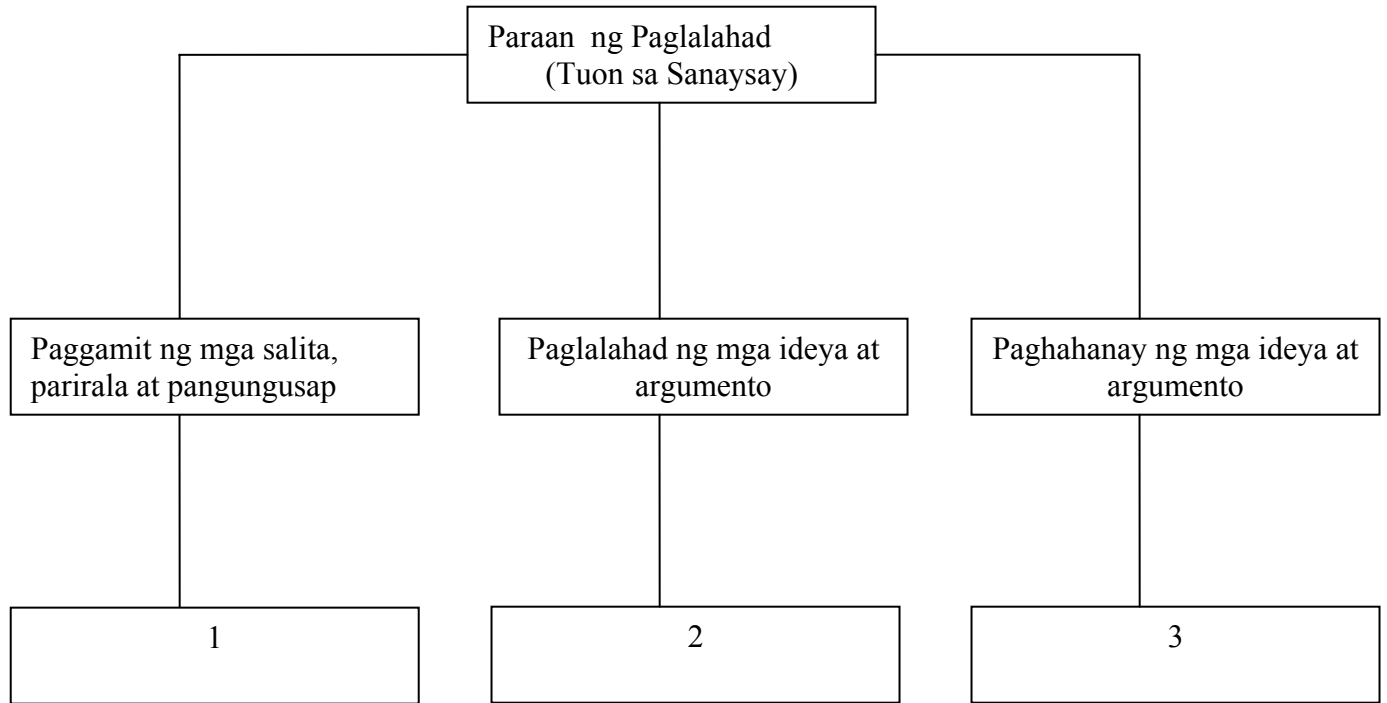 Paraan ng Paglalahad
(Tuon sa Sanaysay)
Paggamit ng mga salita,
parirala at pangungusap
Paglalahad ng mga ideya at
argumento
Paghahanay ng mga ideya at
argumento
1
2
3